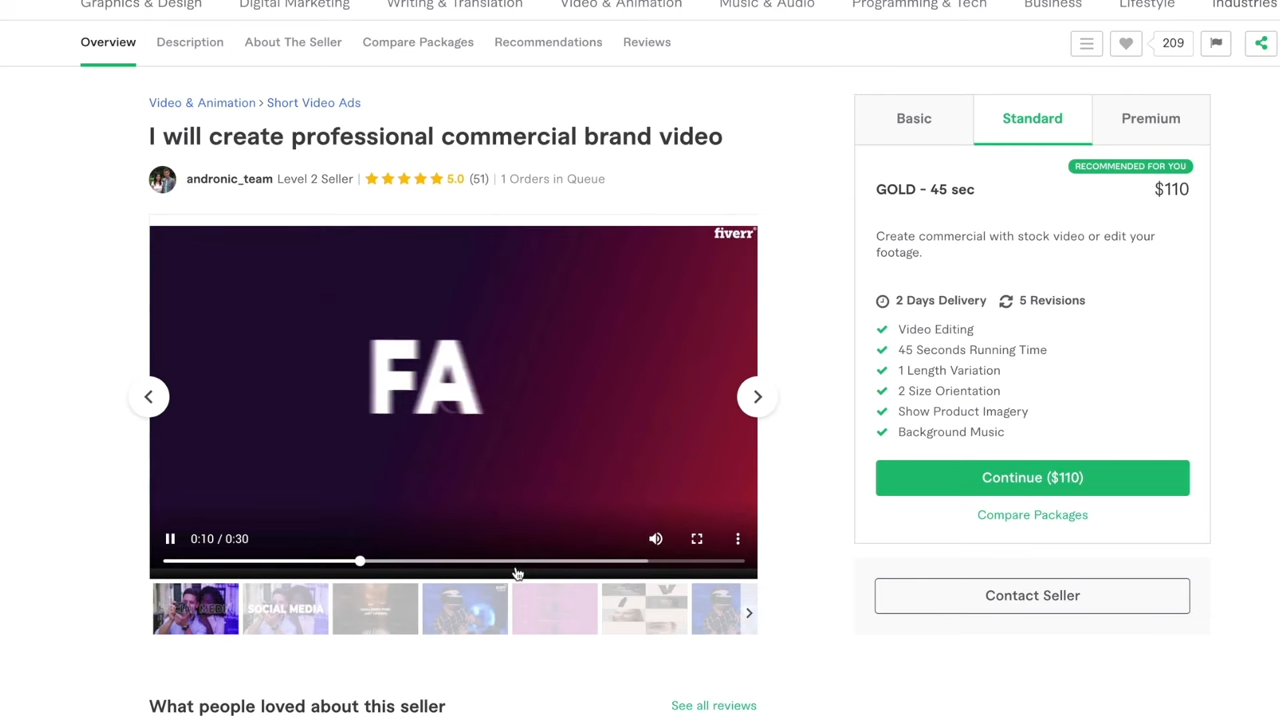 Graphics & Design Digital Marketing Writing & Translation Video & Animation Music & Audio Programming & Tech Business Lifestyle Industries
Overview Description About The Seller Compare Packages Recommendations Reviews 209
Video & Animation › Short Video Ads
I will create professional commercial brand video
andronic_team Level 2 Seller | 5.0 (51) | 1 Orders in Queue
fiverr
FA
0:10 / 0:30
SOCIAL MEDIA
What people loved about this seller See all reviews
Basic Standard Premium
RECOMMENDED FOR YOU
GOLD - 45 sec $110
Create commercial with stock video or edit your
footage.
2 Days Delivery 5 Revisions
Video Editing
45 Seconds Running Time
1 Length Variation
2 Size Orientation
Show Product Imagery
Background Music
Continue ($110)
Compare Packages
Contact Seller